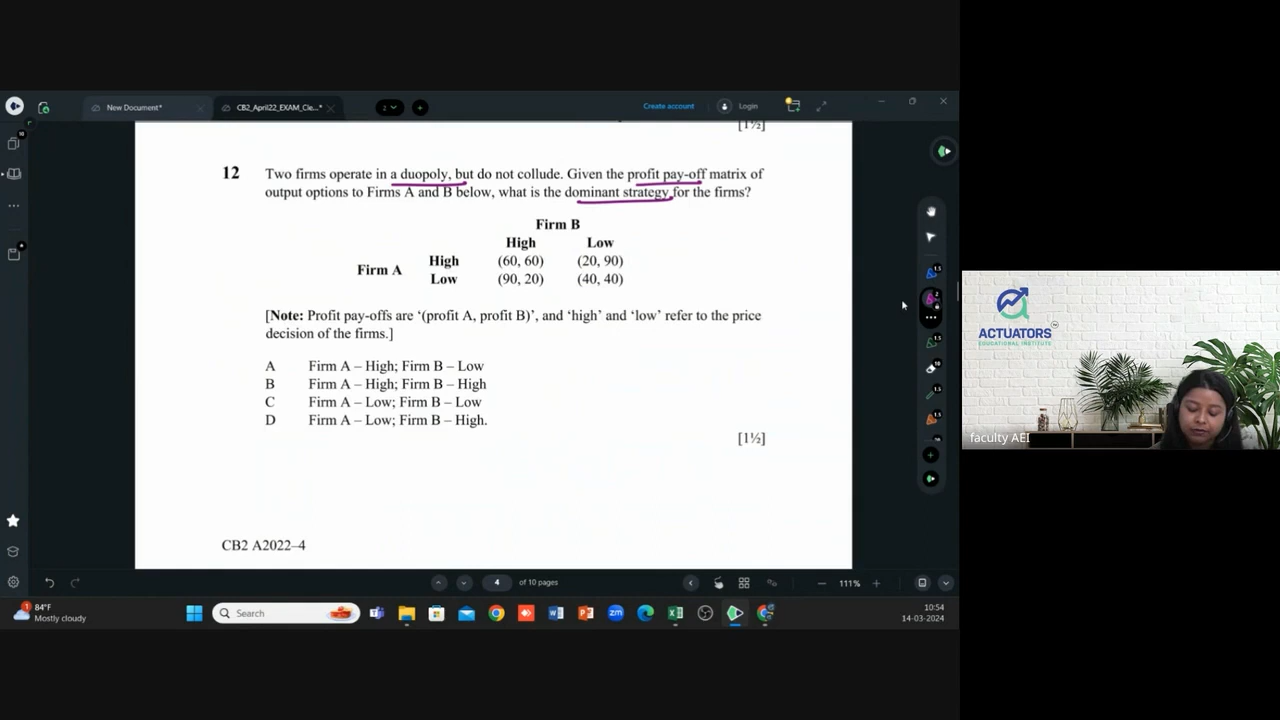 New Document*
CB2_April22_EXAM_Cle...*
2
Create account
Login
[1½]
12 Two firms operate in a duopoly, but do not collude. Given the profit pay-off matrix of
output options to Firms A and B below, what is the dominant strategy for the firms?
Firm B
High Low
Firm A High (60, 60) (20, 90)
Low (90, 20) (40, 40)
[Note: Profit pay-offs are ‘(profit A, profit B)’, and ‘high’ and ‘low’ refer to the price
decision of the firms.]
A Firm A – High; Firm B – Low
B Firm A – High; Firm B – High
C Firm A – Low; Firm B – Low
D Firm A – Low; Firm B – High.
[1½]
CB2 A2022–4
4 of 10 pages
111%
ACTUATORS
EDUCATIONAL INSTITUTE
faculty AEI
84°F
Mostly cloudy
Search
10:54
14-03-2024